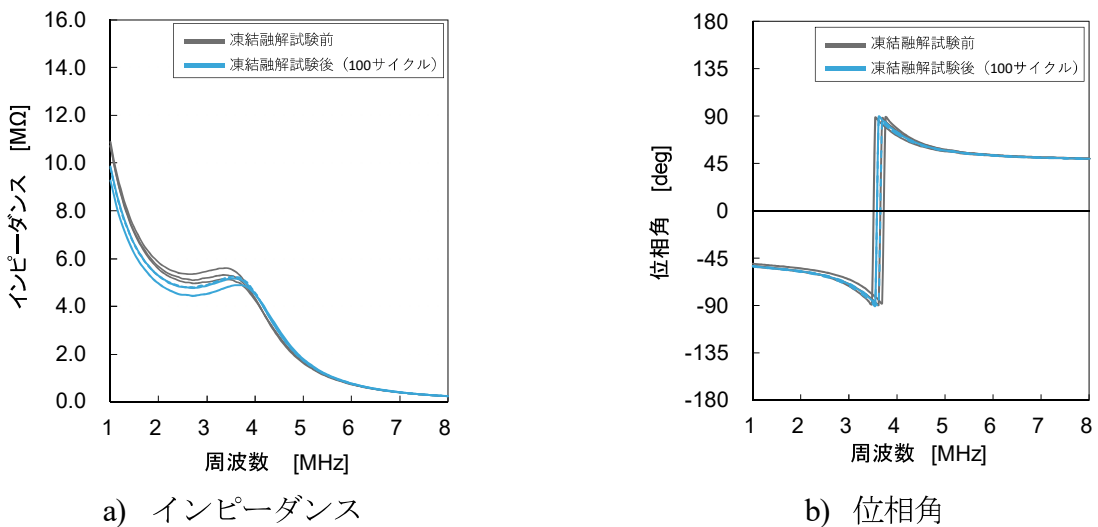 16.0
14.0
12.0
10.0
8.0
6.0
4.0
2.0
0.0
インピーダンス [MΩ]
凍結融解試験前
凍結融解試験後（100サイクル）
1 2 3 4 5 6 7 8
周波数 [MHz]
a) インピーダンス
180
135
90
45
0
-45
-90
-135
-180
位相角 [deg]
凍結融解試験前
凍結融解試験後（100サイクル）
1 2 3 4 5 6 7 8
周波数 [MHz]
b) 位相角